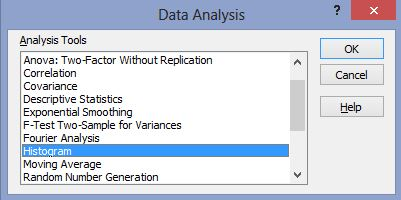 Data Analysis
?
Analysis Tools
Anova: Two-Factor Without Replication
Correlation
Covariance
Descriptive Statistics
Exponential Smoothing
F-Test Two-Sample for Variances
Fourier Analysis
Histogram
Moving Average
Random Number Generation
OK
Cancel
Help